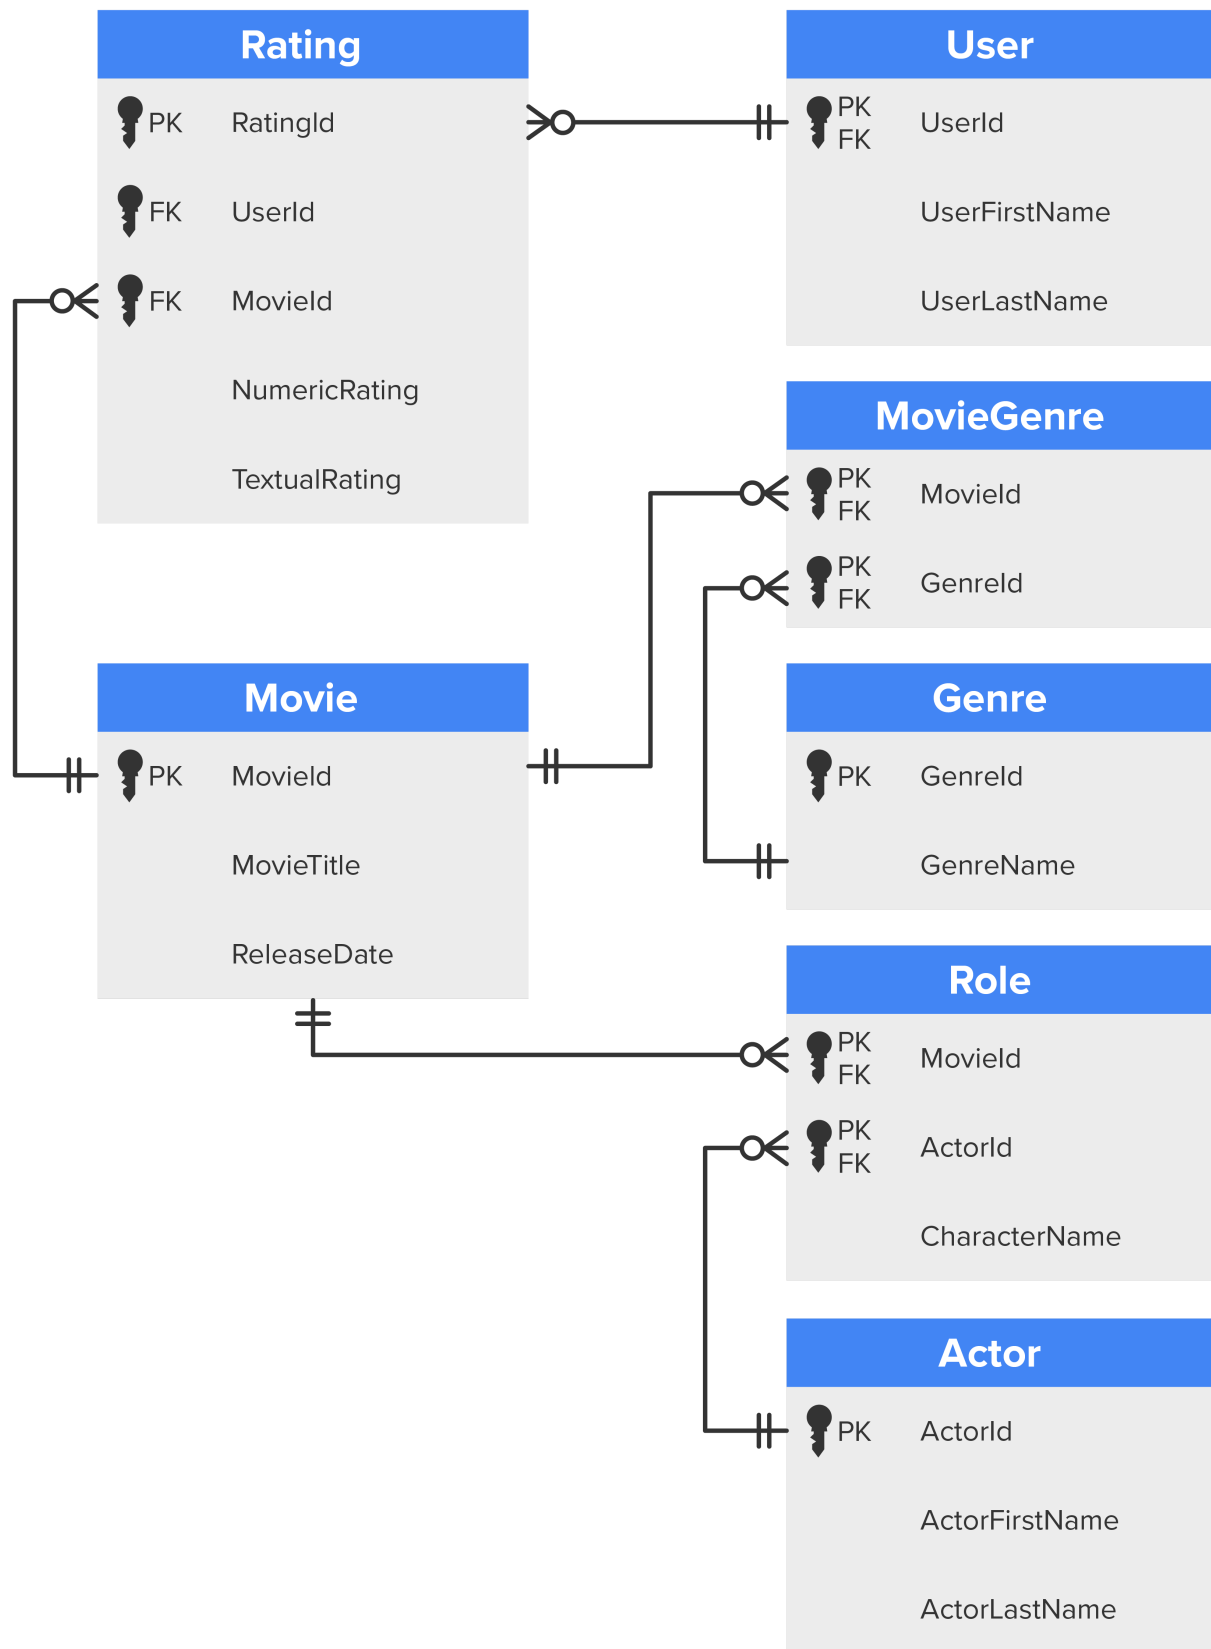 Rating
PK RatingId
FK UserId
FK MovieId
NumericRating
TextualRating
User
PK
FK
UserId
UserFirstName
UserLastName
MovieGenre
PK
FK
MovieId
PK
FK
GenreId
Movie
PK MovieId
MovieTitle
ReleaseDate
Genre
PK GenreId
GenreName
Role
PK
FK
MovieId
PK
FK
ActorId
CharacterName
Actor
PK ActorId
ActorFirstName
ActorLastName